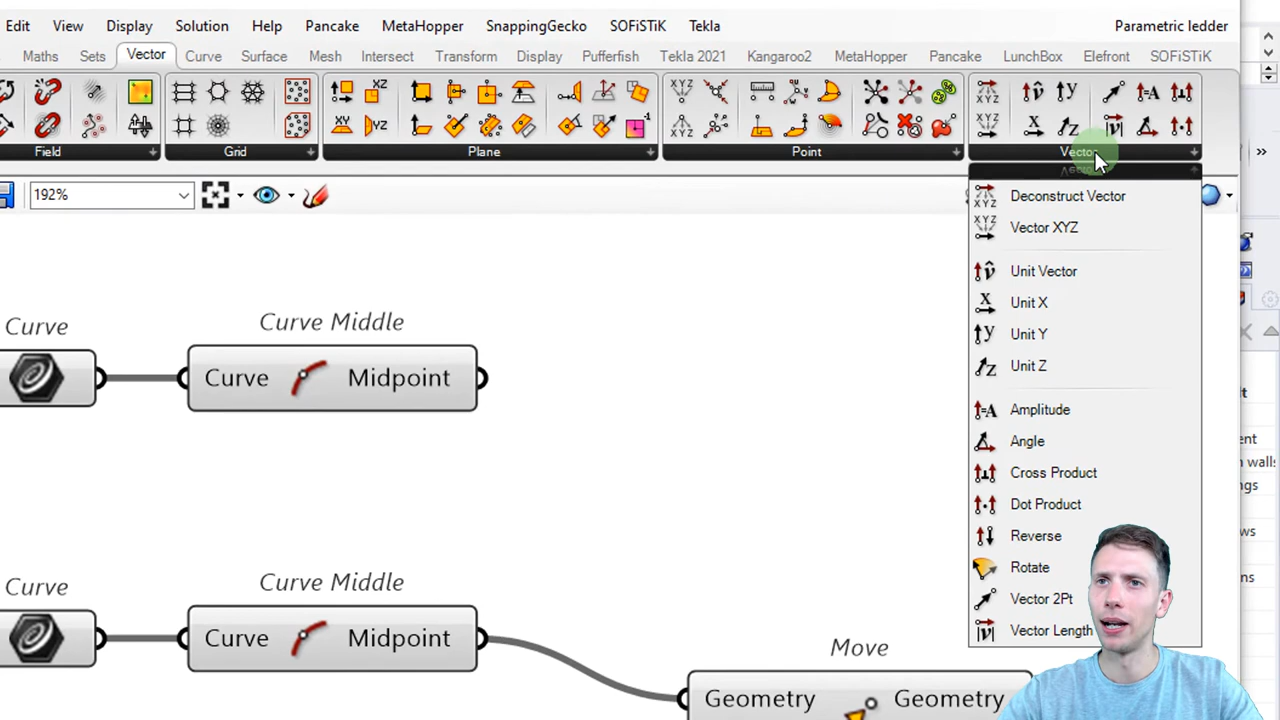 Edit View Display Solution Help Pancake MetaHopper SnappingGecko SOFiSTiK Tekla Parametric ledder
Maths Sets Vector Curve Surface Mesh Intersect Transform Display Pufferfish Tekla 2021 Kangaroo2 MetaHopper Pancake LunchBox Elefront SOFiSTiK
Field Grid Plane Point Vector
192%
Deconstruct Vector
Vector XYZ
Unit Vector
Unit X
Unit Y
Unit Z
Amplitude
Angle
Cross Product
Dot Product
Reverse
Rotate
Vector 2Pt
Vector Length
Curve
Curve Middle
Curve Midpoint
Curve
Curve Middle
Curve Midpoint
Move
Geometry Geometry